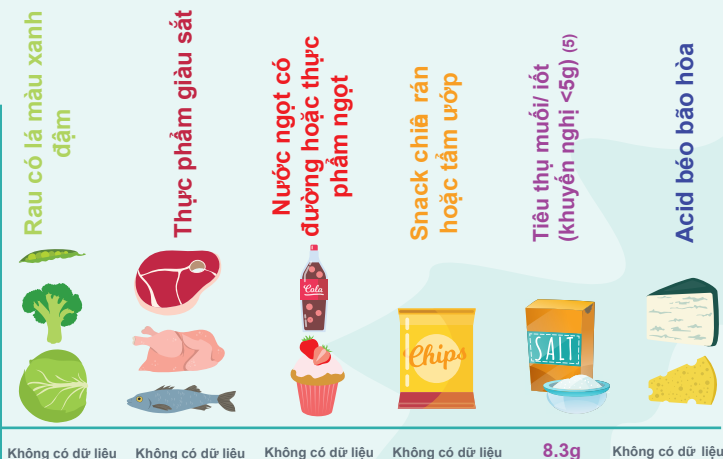 Rau có lá màu xanh
đậm
Thực phẩm giàu sắt
Nước ngọt có
đường hoặc thực
phẩm ngọt
Snack chiê rán
hoặc tẩm ướp
Tiêu thụ muối/ iốt
(khuyến nghị <5g) (5)
Acid béo bão hòa
Cola
Chips
SALT
Không có dữ liệu
Không có dữ liệu
Không có dữ liệu
Không có dữ liệu
8.3g
Không có dữ liệu